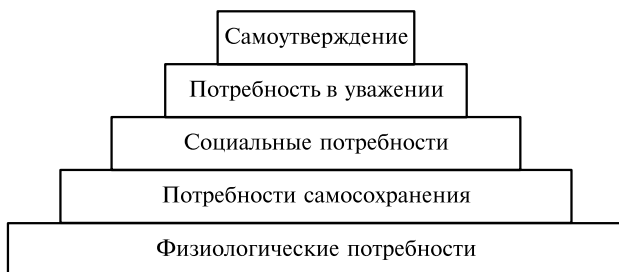 Самоутверждение
Потребность в уважении
Социальные потребности
Потребности самосохранения
Физиологические потребности